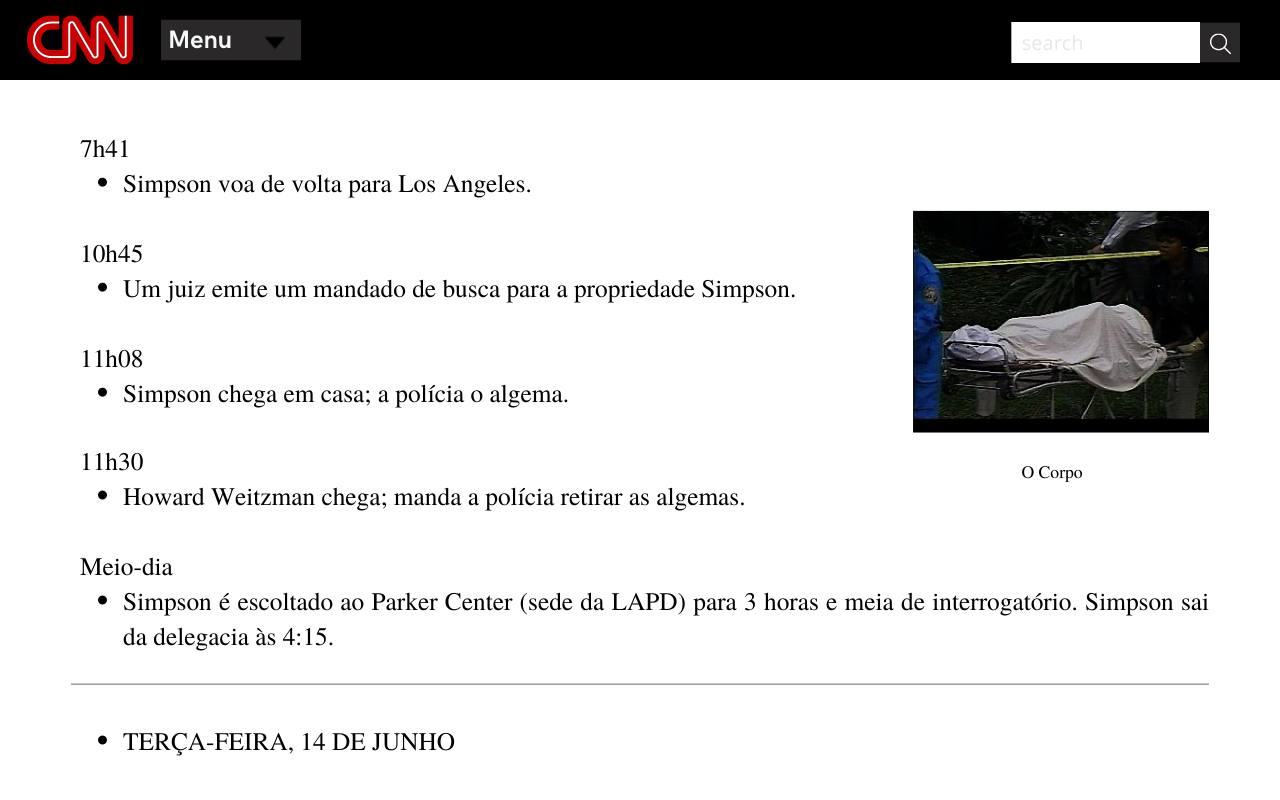 CNN
Menu
search
7h41
• Simpson voa de volta para Los Angeles.
10h45
• Um juiz emite um mandado de busca para a propriedade Simpson.
11h08
• Simpson chega em casa; a polícia o algema.
11h30
• Howard Weitzman chega; manda a polícia retirar as algemas.
O Corpo
Meio-dia
• Simpson é escoltado ao Parker Center (sede da LAPD) para 3 horas e meia de interrogatório. Simpson sai
da delegacia às 4:15.
• TERÇA-FEIRA, 14 DE JUNHO